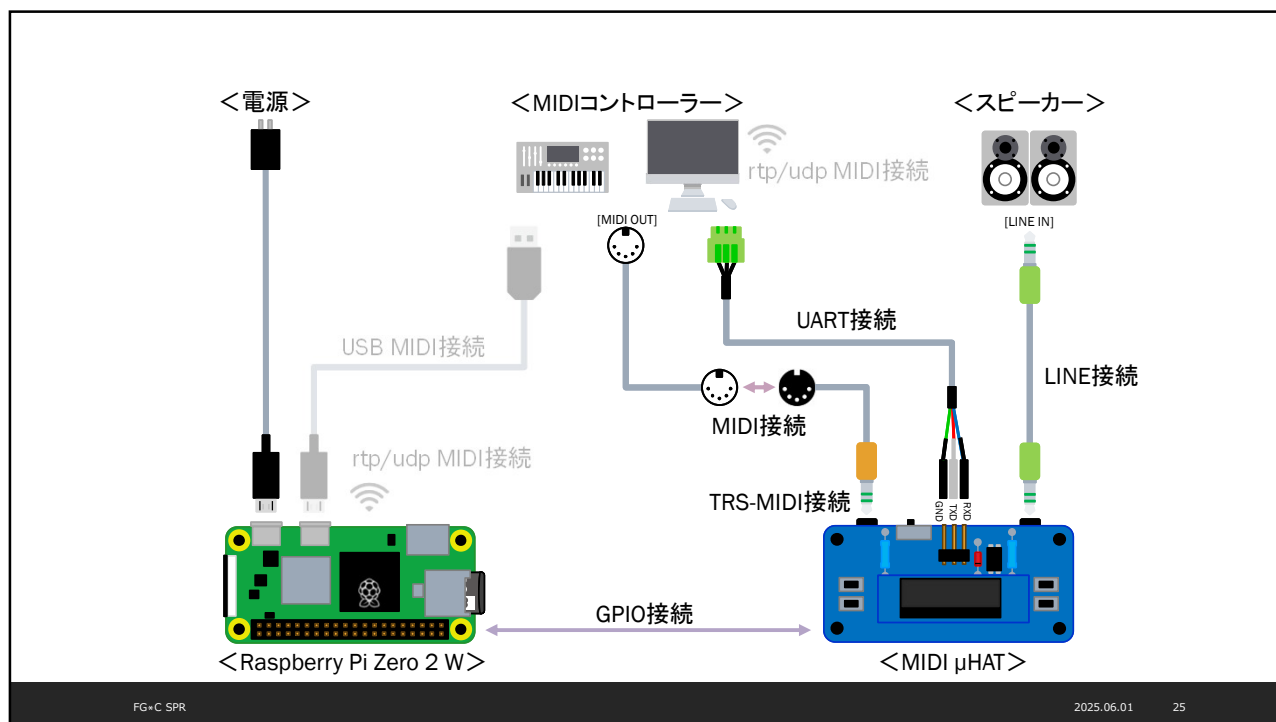 ＜電源＞
＜MIDIコントローラー＞
＜スピーカー＞
rtp/udp MIDI接続
[MIDI OUT]
[LINE IN]
UART接続
USB MIDI接続
LINE接続
MIDI接続
rtp/udp MIDI接続
TRS-MIDI接続
GND
TXD
RXD
GPIO接続
＜Raspberry Pi Zero 2 W＞
＜MIDI μHAT＞
FG*C SPR
2025.06.01
25